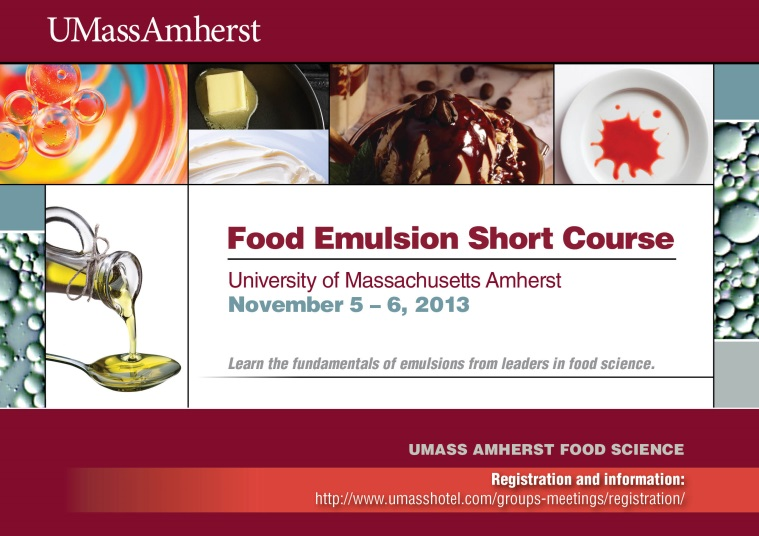 UMassAmherst
Food Emulsion Short Course
University of Massachusetts Amherst
November 5 – 6, 2013
Learn the fundamentals of emulsions from leaders in food science.
UMASS AMHERST FOOD SCIENCE
Registration and information:
http://www.umasshotel.com/groups-meetings/registration/